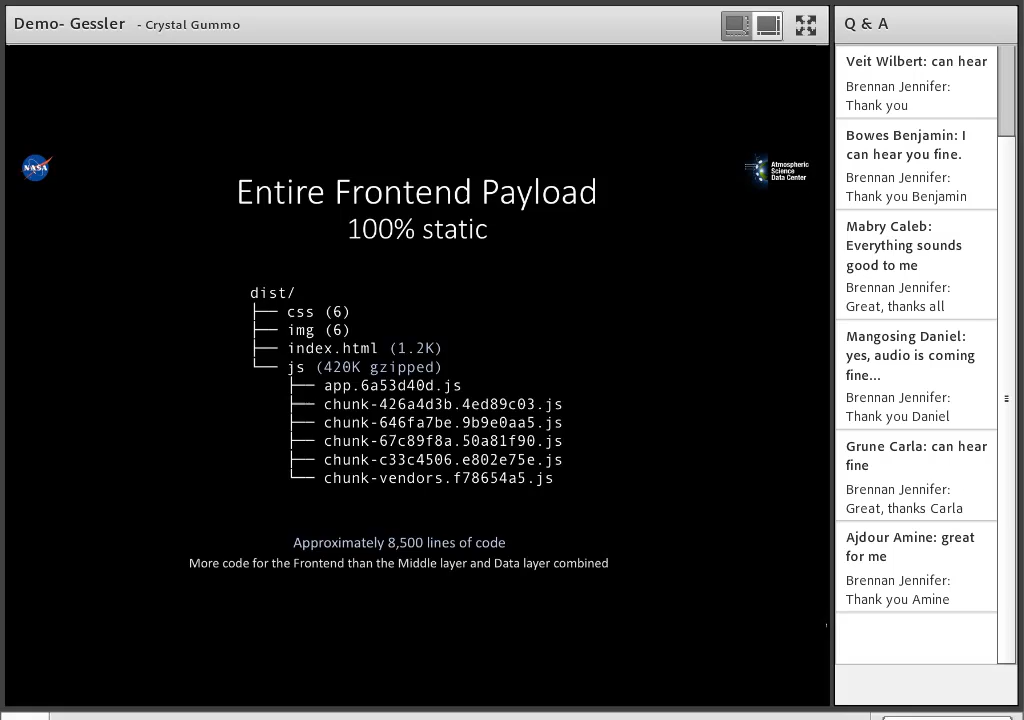 Demo- Gessler - Crystal Gummo
NASA
Atmospheric
Science
Data Center
Entire Frontend Payload
100% static
dist/
├── css (6)
├── img (6)
├── index.html (1.2K)
└── js (420K gzipped)
├── app.6a53d40d.js
├── chunk-426a4d3b.4ed89c03.js
├── chunk-646fa7be.9b9e0aa5.js
├── chunk-67c89f8a.50a81f90.js
├── chunk-c33c4506.e802e75e.js
└── chunk-vendors.f78654a5.js
Approximately 8,500 lines of code
More code for the Frontend than the Middle layer and Data layer combined
Q & A
Veit Wilbert: can hear
Brennan Jennifer:
Thank you
Bowes Benjamin: I
can hear you fine.
Brennan Jennifer:
Thank you Benjamin
Mabry Caleb:
Everything sounds
good to me
Brennan Jennifer:
Great, thanks all
Mangosing Daniel:
yes, audio is coming
fine...
Brennan Jennifer:
Thank you Daniel
Grune Carla: can hear
fine
Brennan Jennifer:
Great, thanks Carla
Ajdour Amine: great
for me
Brennan Jennifer:
Thank you Amine